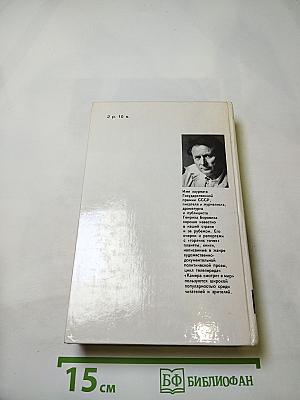 2 р. 10 к.
Имя лауреата
Государственной
премии СССР,
писателя и журналиста,
драматурга
и публициста
Генриха Боровика
хорошо известно
в нашей стране
и за рубежом. Его
очерки и репортажи
с «горячих точек»
планеты, книги,
написанные в жанре
художественно-
документальной
политической прозы,
цикл телепередач
«Камера смотрит в мир»
пользуются широкой
популярностью среди
читателей и зрителей.
15 см
БФ БИБЛИОФАН